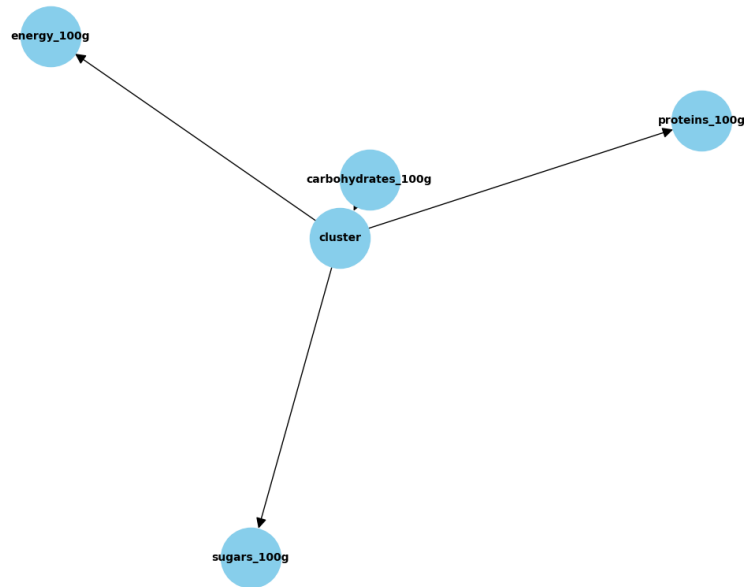 energy_100g
proteins_100g
carbohydrates_100g
cluster
sugars_100g